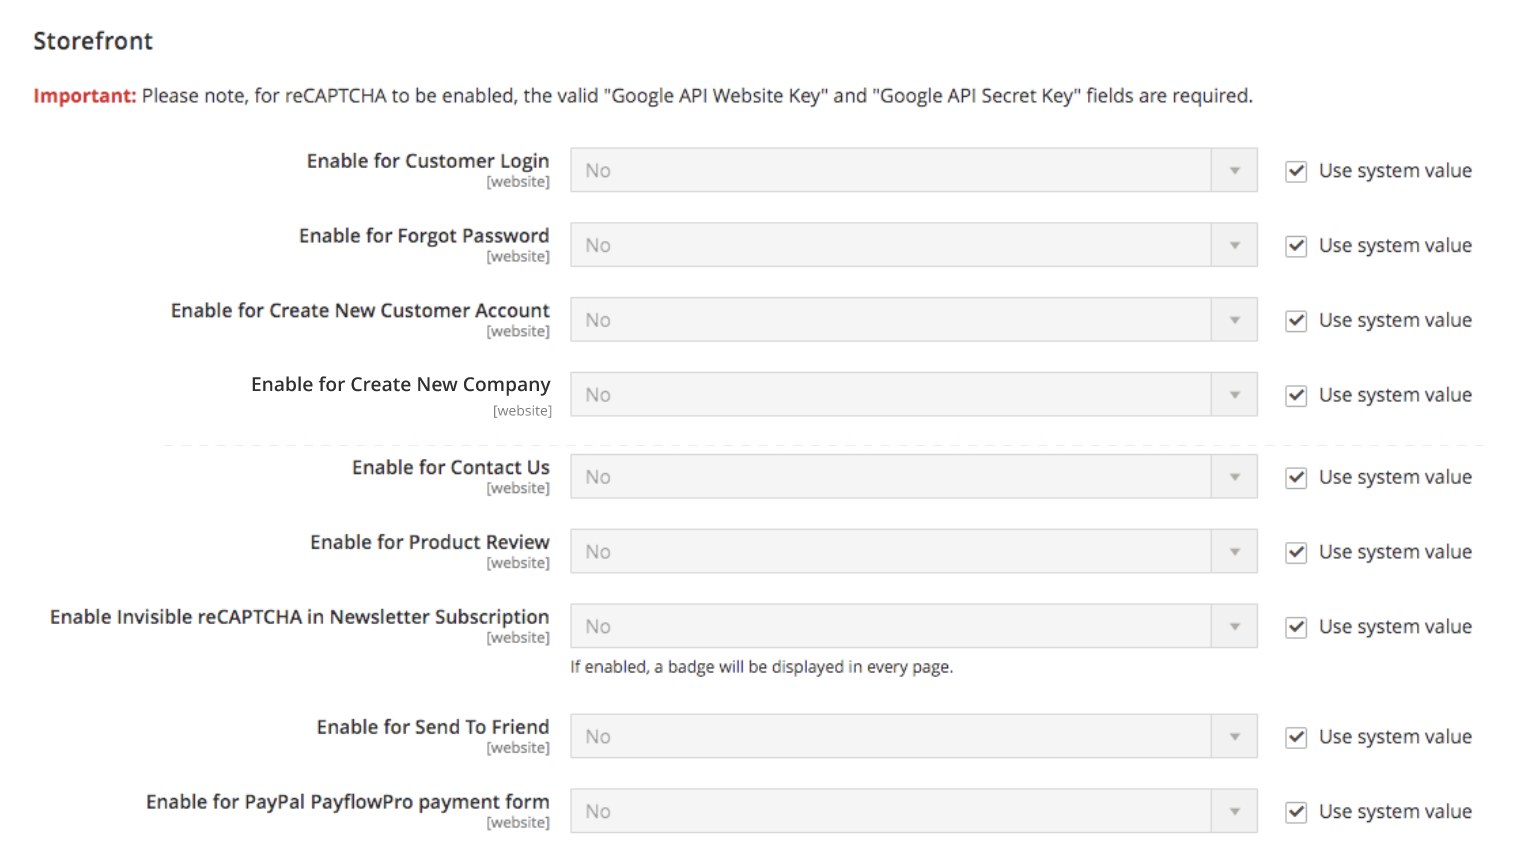 Storefront
Important: Please note, for reCAPTCHA to be enabled, the valid "Google API Website Key" and "Google API Secret Key" fields are required.
Enable for Customer Login
[website]
No
Use system value
Enable for Forgot Password
[website]
No
Use system value
Enable for Create New Customer Account
[website]
No
Use system value
Enable for Create New Company
[website]
No
Use system value
Enable for Contact Us
[website]
No
Use system value
Enable for Product Review
[website]
No
Use system value
Enable Invisible reCAPTCHA in Newsletter Subscription
[website]
No
Use system value
If enabled, a badge will be displayed in every page.
Enable for Send To Friend
[website]
No
Use system value
Enable for PayPal PayflowPro payment form
[website]
No
Use system value